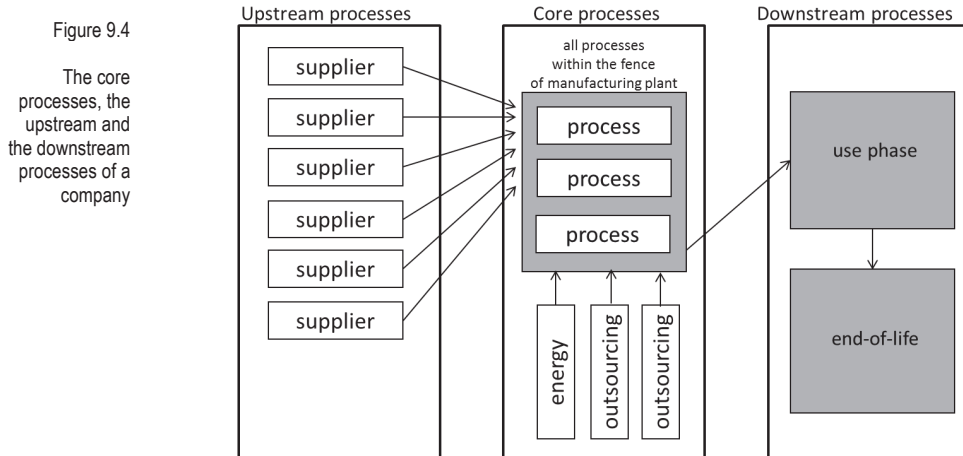 Figure 9.4
The core
processes, the
upstream and
the downstream
processes of a
company
Upstream processes
supplier
supplier
supplier
supplier
supplier
supplier
Core processes
all processes
within the fence
of manufacturing plant
process
process
process
energy
outsourcing
outsourcing
Downstream processes
use phase
end-of-life